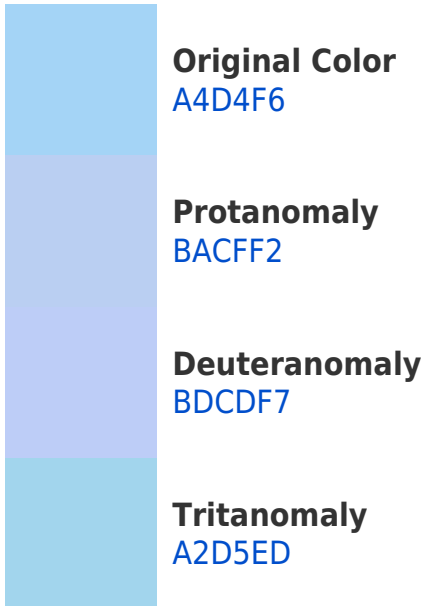 Original Color
A4D4F6
Protanomaly
BACFF2
Deuteranomaly
BDCDF7
Tritanomaly
A2D5ED